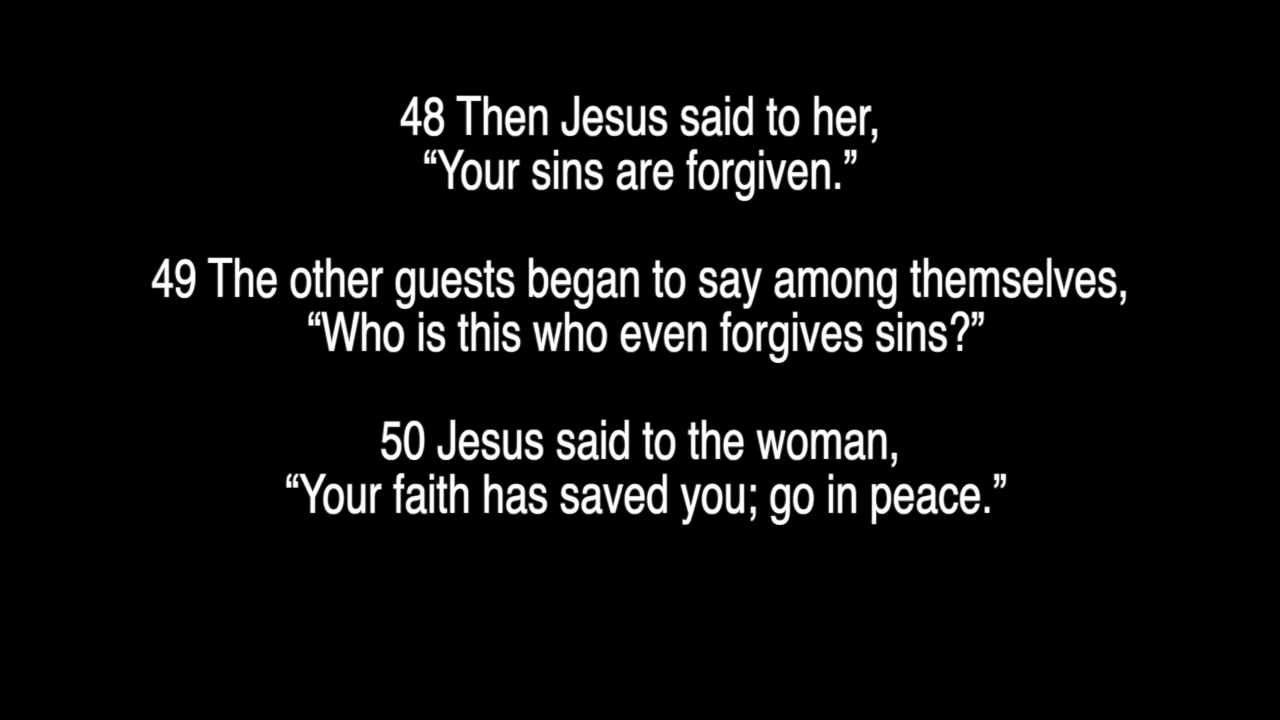 48 Then Jesus said to her,
“Your sins are forgiven.”
49 The other guests began to say among themselves,
“Who is this who even forgives sins?”
50 Jesus said to the woman,
“Your faith has saved you; go in peace.”